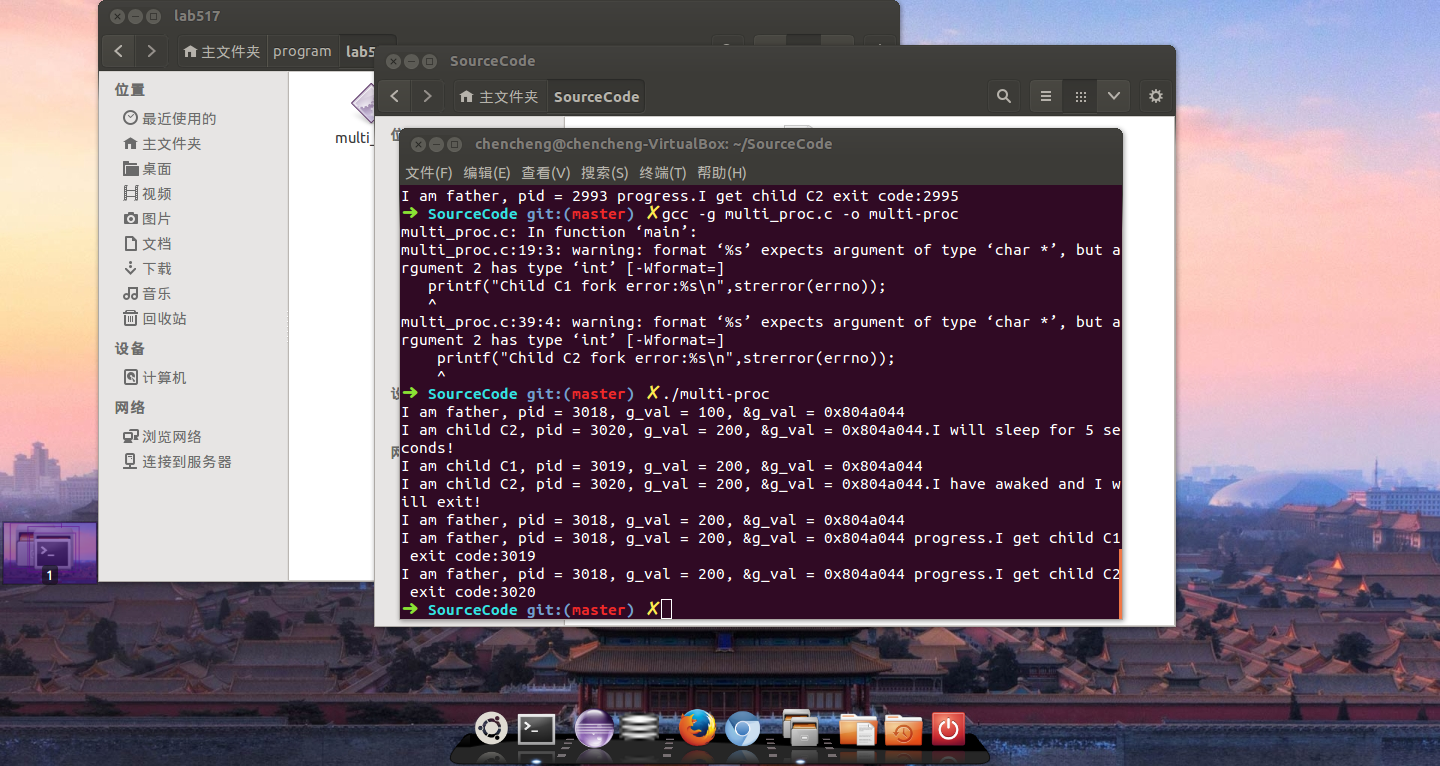 lab517
主文件夹 program lab5
SourceCode
主文件夹 SourceCode
位置
最近使用的
主文件夹
桌面
视频
图片
文档
下载
音乐
回收站
设备
计算机
网络
浏览网络
连接到服务器
multi_
chencheng@chencheng-VirtualBox: ~/SourceCode
文件(F) 编辑(E) 查看(V) 搜索(S) 终端(T) 帮助(H)
I am father, pid = 2993 progress.I get child C2 exit code:2995
➜ SourceCode git:(master) ✗gcc -g multi_proc.c -o multi-proc
multi_proc.c: In function ‘main’:
multi_proc.c:19:3: warning: format ‘%s’ expects argument of type ‘char *’, but a
rgument 2 has type ‘int’ [-Wformat=]
printf("Child C1 fork error:%s\n",strerror(errno));
^
multi_proc.c:39:4: warning: format ‘%s’ expects argument of type ‘char *’, but a
rgument 2 has type ‘int’ [-Wformat=]
printf("Child C2 fork error:%s\n",strerror(errno));
^
➜ SourceCode git:(master) ✗./multi-proc
I am father, pid = 3018, g_val = 100, &g_val = 0x804a044
I am child C2, pid = 3020, g_val = 200, &g_val = 0x804a044.I will sleep for 5 se
conds!
I am child C1, pid = 3019, g_val = 200, &g_val = 0x804a044
I am child C2, pid = 3020, g_val = 200, &g_val = 0x804a044.I have awaked and I w
ill exit!
I am father, pid = 3018, g_val = 200, &g_val = 0x804a044
I am father, pid = 3018, g_val = 200, &g_val = 0x804a044 progress.I get child C1
exit code:3019
I am father, pid = 3018, g_val = 200, &g_val = 0x804a044 progress.I get child C2
exit code:3020
➜ SourceCode git:(master) ✗
1